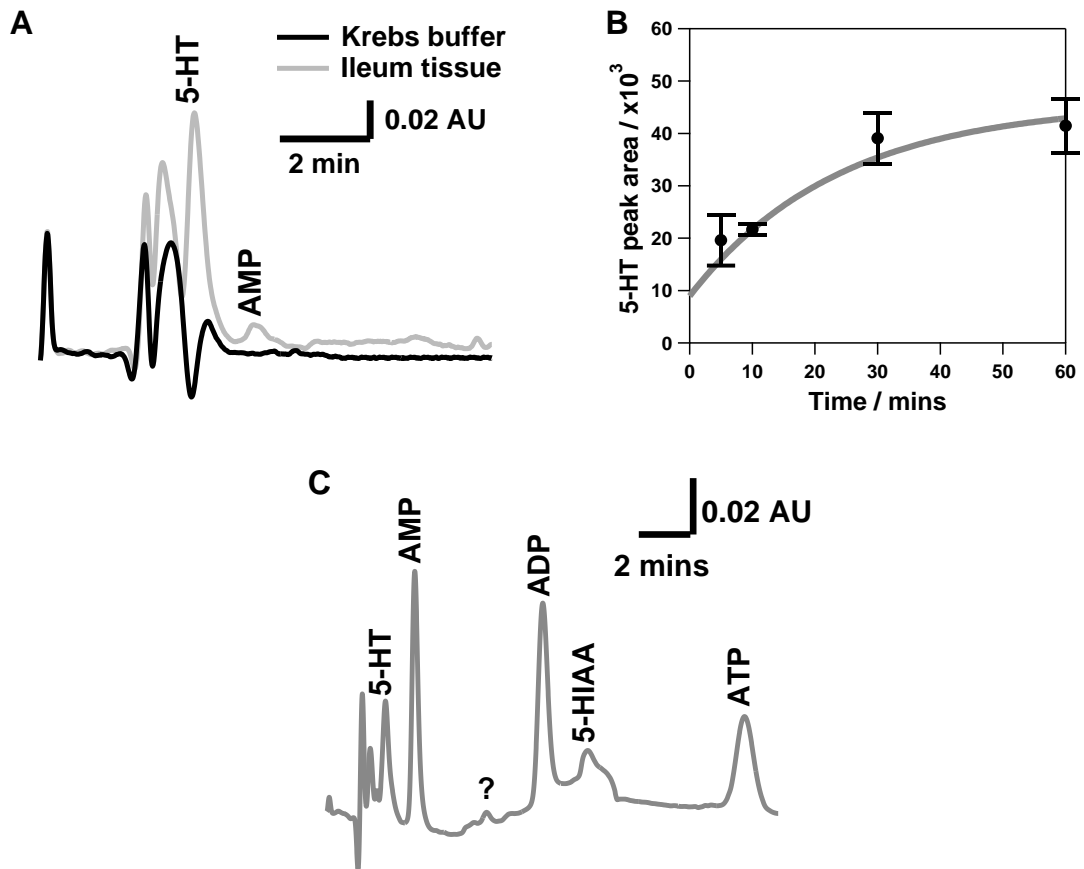 A
5-HT
Krebs buffer
Ileum tissue
0.02 AU
2 min
AMP
B
5-HT peak area / x10³
60
50
40
30
20
10
0
0
10
20
30
40
50
60
Time / mins
C
0.02 AU
2 mins
5-HT
AMP
?
ADP
5-HIAA
ATP